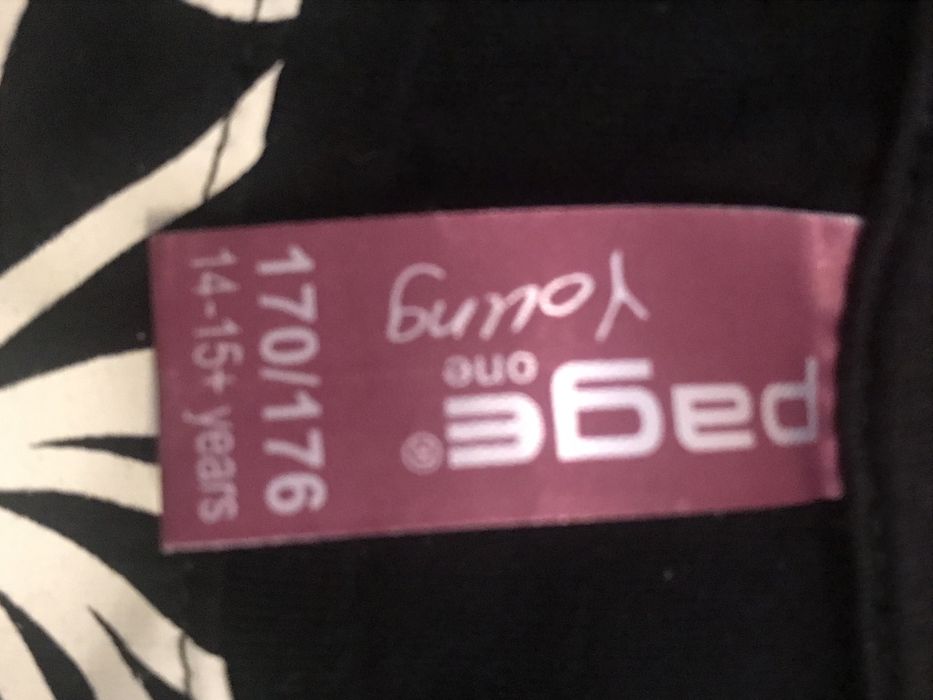 page
one
®
Young
170/176
14-15+ years